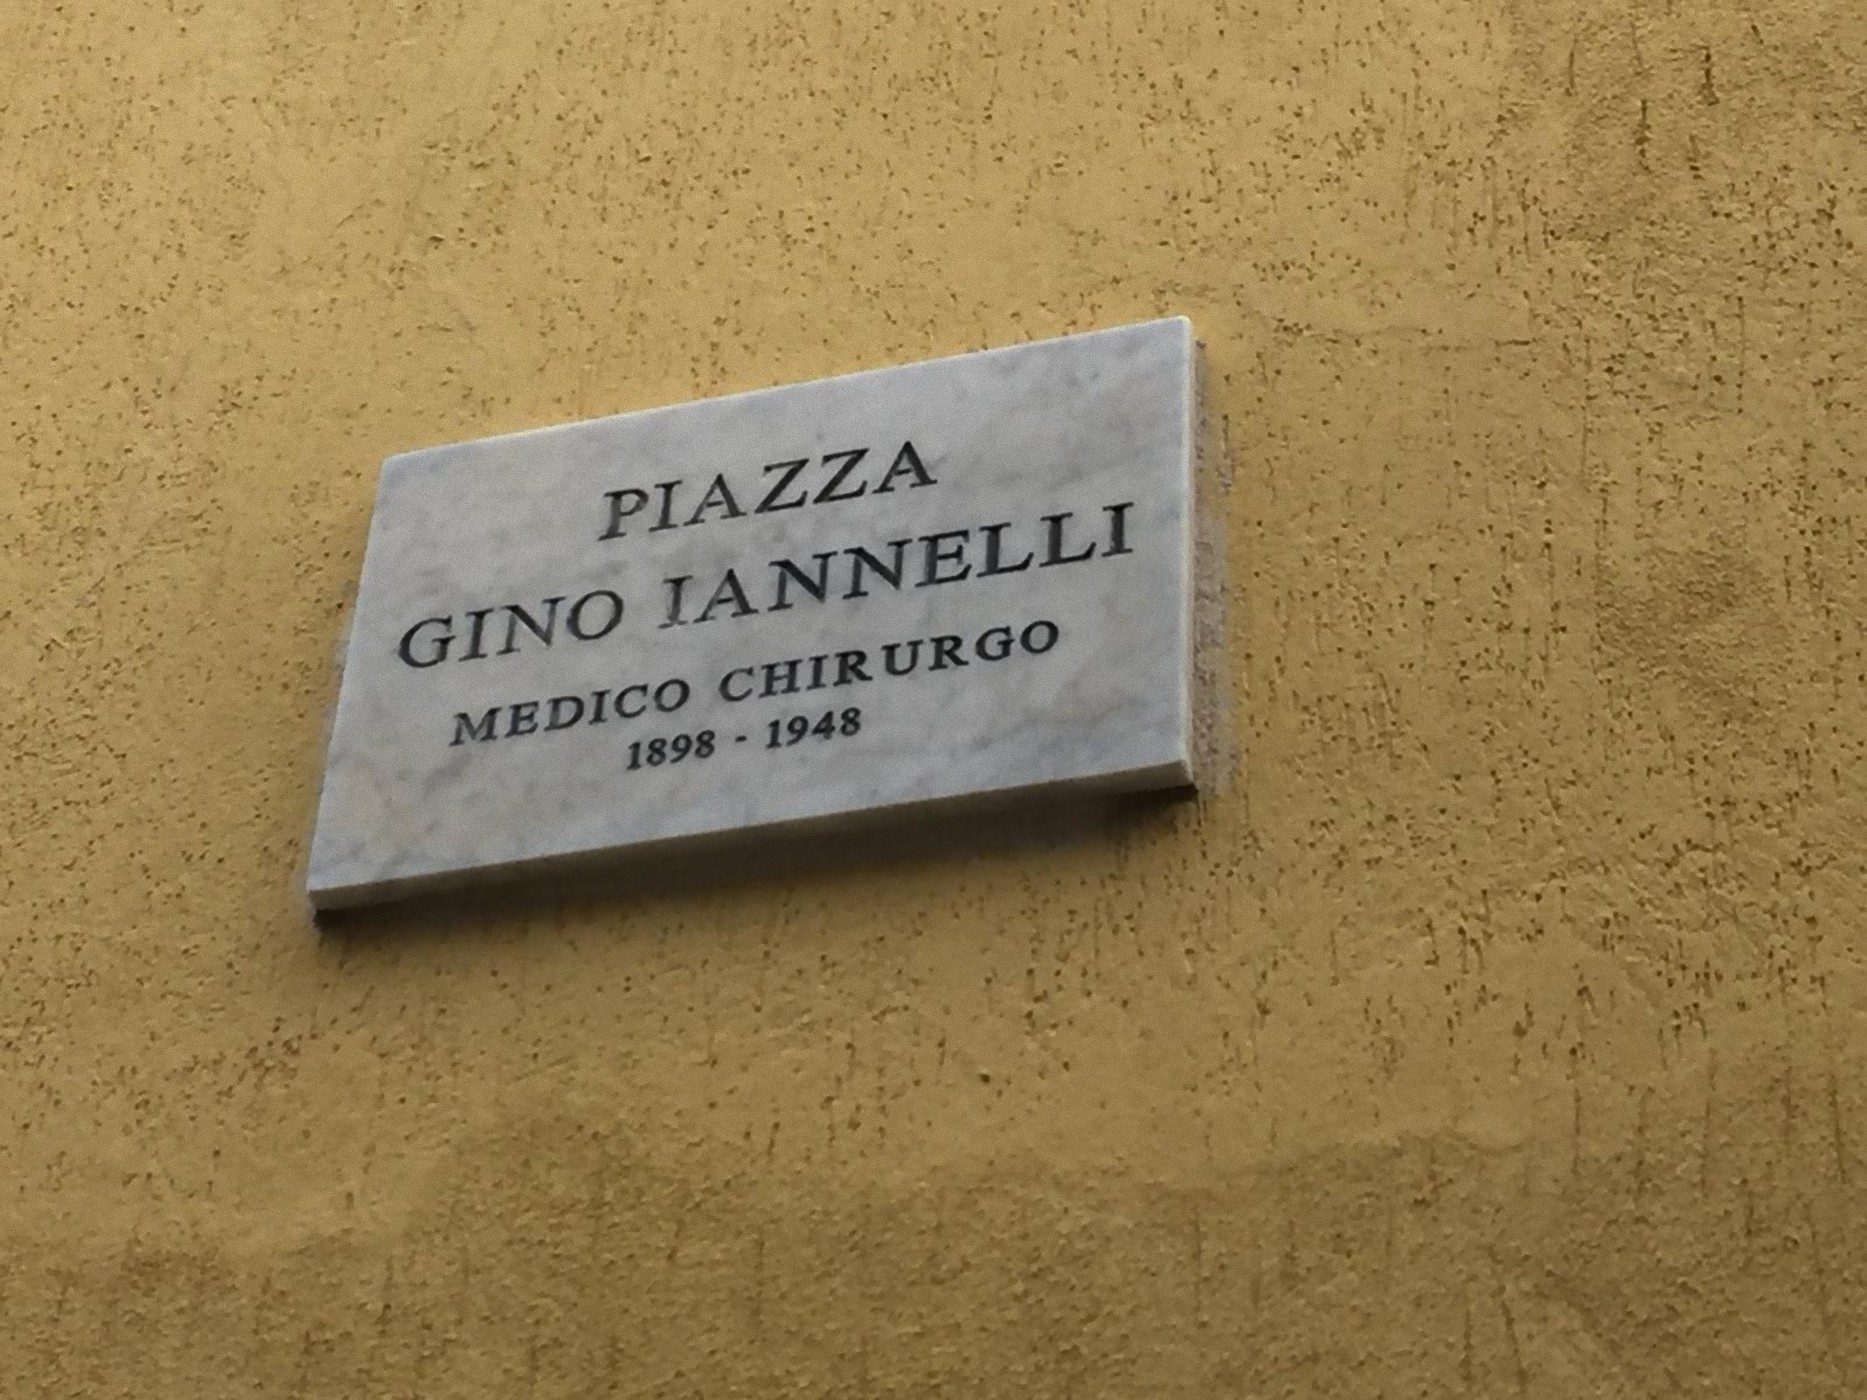 PIAZZA
GINO IANNELLI
MEDICO CHIRURGO
1898 - 1948